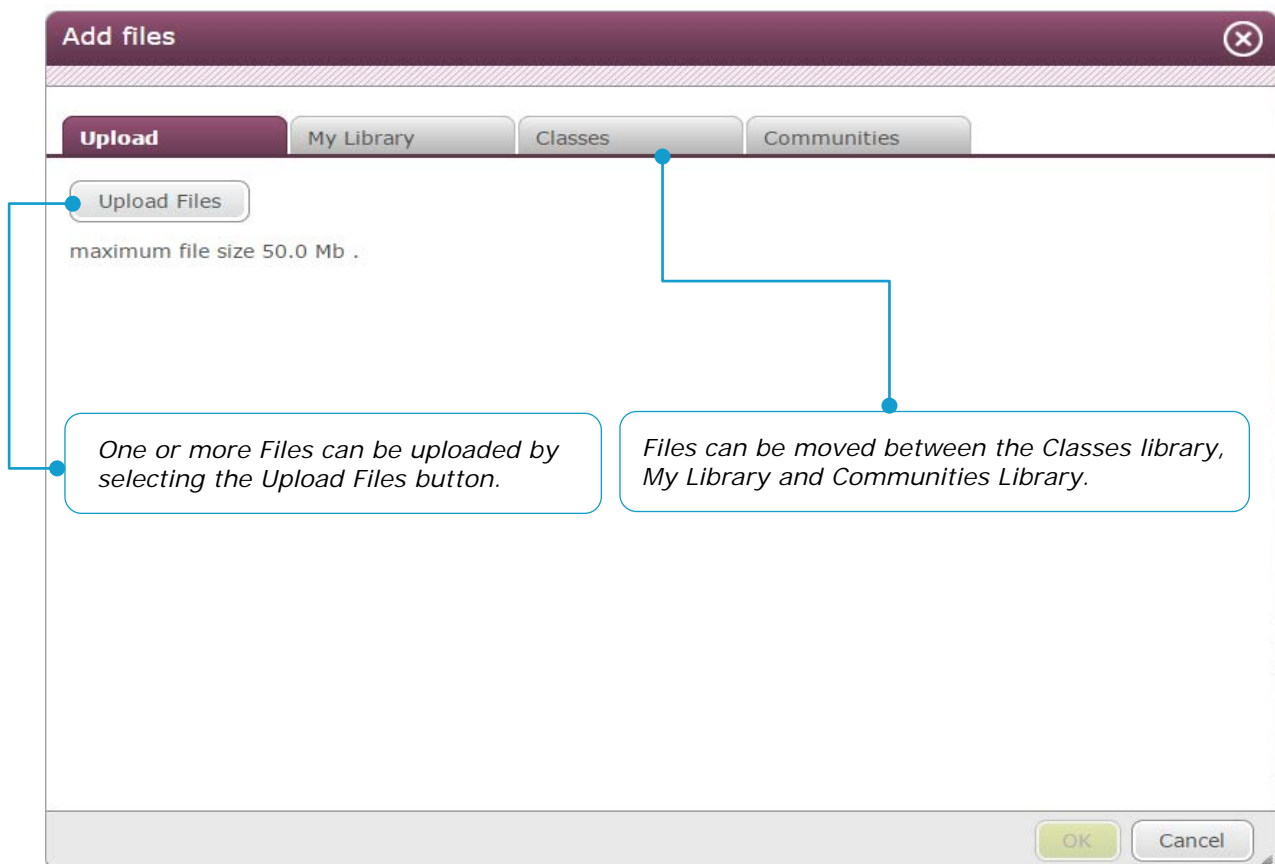 Add files
Upload
My Library
Classes
Communities
Upload Files
maximum file size 50.0 Mb .
One or more Files can be uploaded by
selecting the Upload Files button.
Files can be moved between the Classes library,
My Library and Communities Library.
OK
Cancel